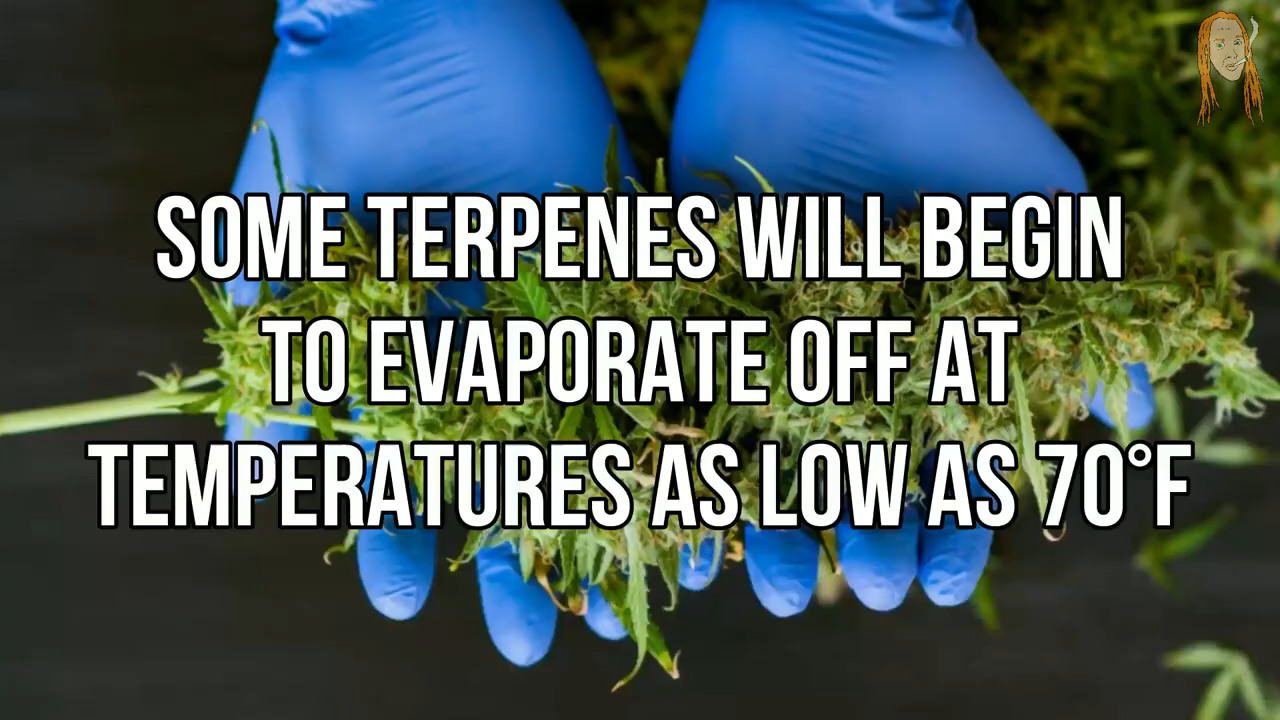 SOME TERPENES WILL BEGIN
TO EVAPORATE OFF AT
TEMPERATURES AS LOW AS 70°F